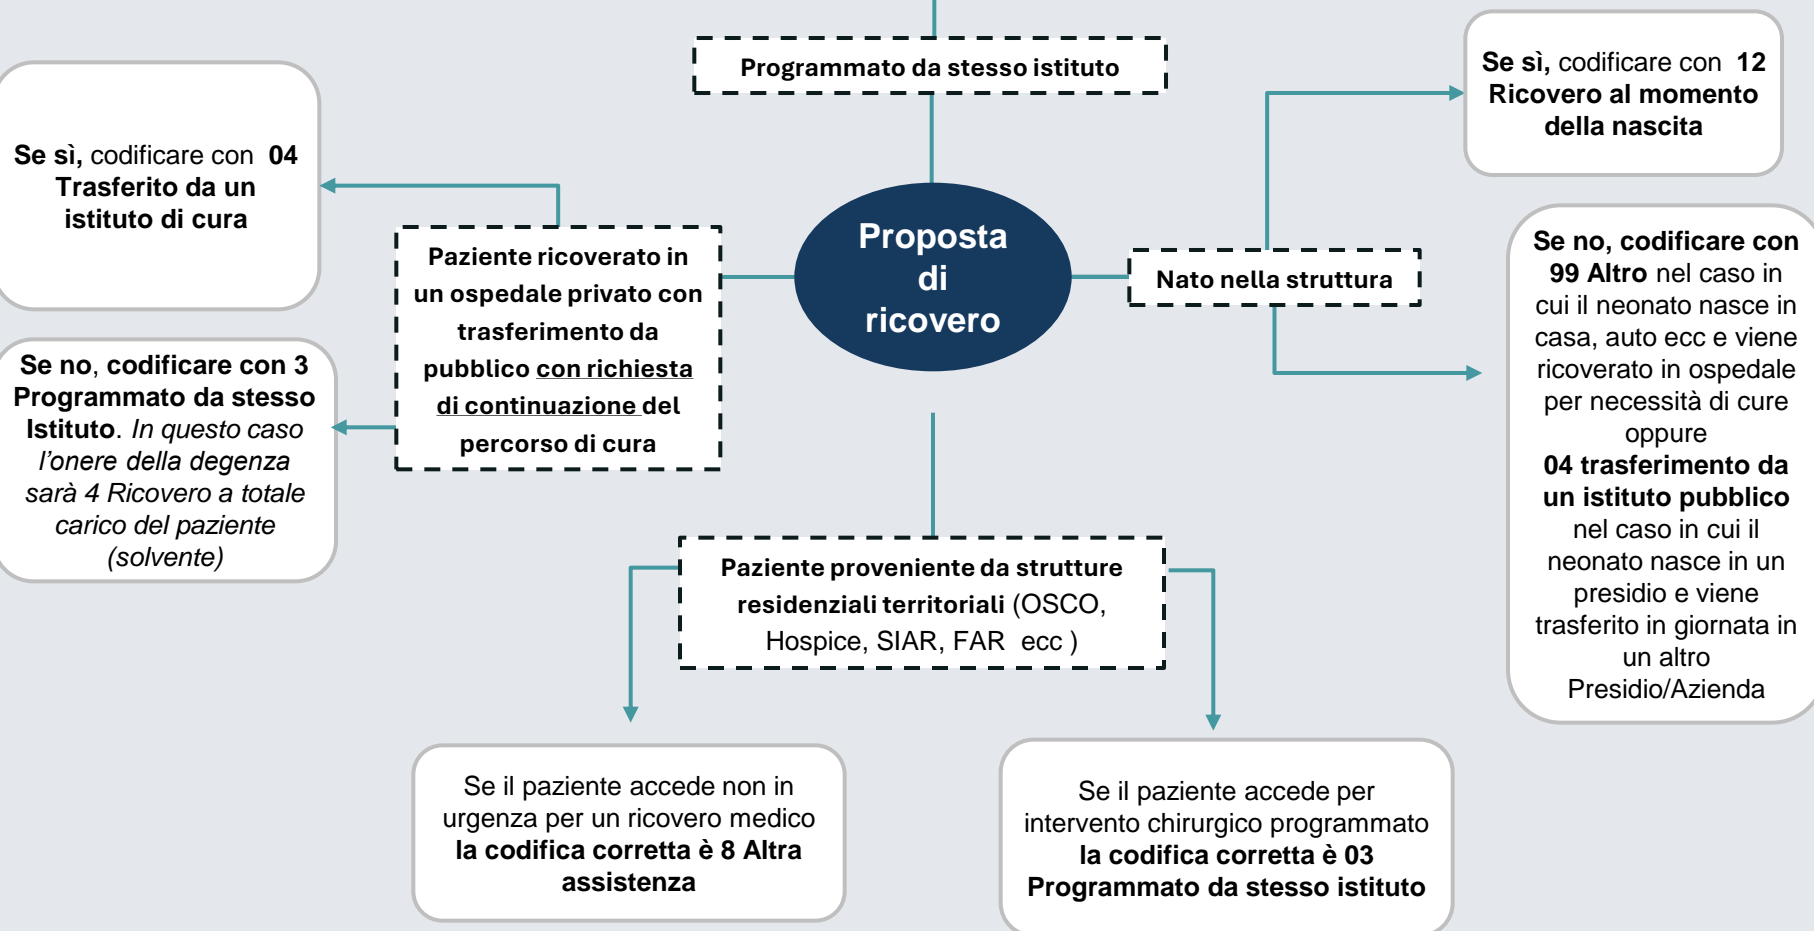 Programmato da stesso istituto
Se sì, codificare con 12
Ricovero al momento
della nascita
Se sì, codificare con 04
Trasferito da un
istituto di cura
Proposta
di
ricovero
Paziente ricoverato in
un ospedale privato con
trasferimento da
pubblico con richiesta
di continuazione del
percorso di cura
Nato nella struttura
Se no, codificare con
99 Altro nel caso in
cui il neonato nasce in
casa, auto ecc e viene
ricoverato in ospedale
per necessità di cure
oppure
04 trasferimento da
un istituto pubblico
nel caso in cui il
neonato nasce in un
presidio e viene
trasferito in giornata in
un altro
Presidio/Azienda
Se no, codificare con 3
Programmato da stesso
Istituto. In questo caso
l'onere della degenza
sarà 4 Ricovero a totale
carico del paziente
(solvente)
Paziente proveniente da strutture
residenziali territoriali (OSCO,
Hospice, SIAR, FAR ecc )
Se il paziente accede non in
urgenza per un ricovero medico
la codifica corretta è 8 Altra
assistenza
Se il paziente accede per
intervento chirurgico programmato
la codifica corretta è 03
Programmato da stesso istituto